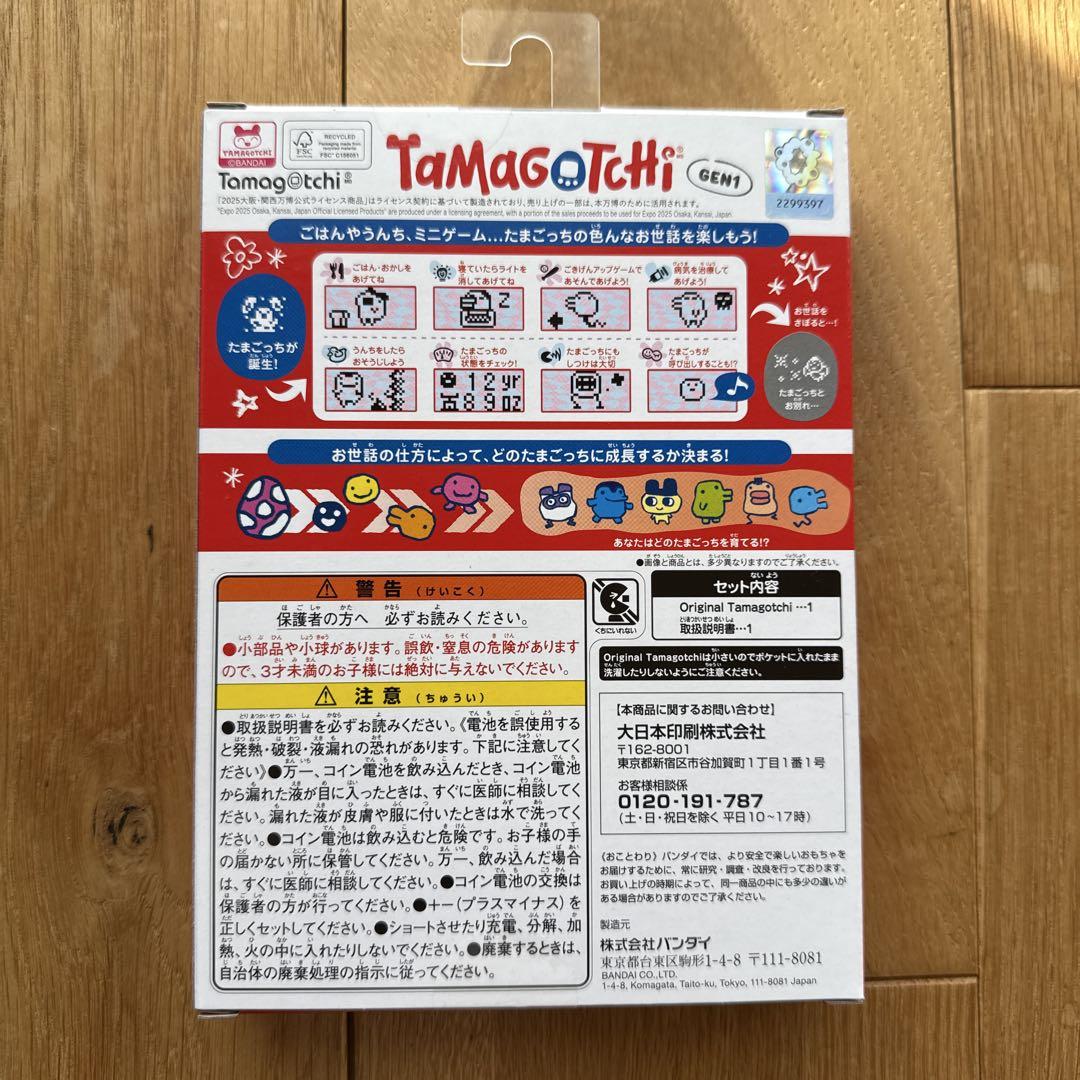 TAMAGOTCHI
©BANDAI
FSC
RECYCLED
Packaging made from recycled material
FSC® C188081
Tamagotchi
TaMaGoTCHi
GEN1
2299397
「2025大阪・関西万博公式ライセンス商品」はライセンス契約に基づいて製造されており、売り上げの一部は、本万博のために活用されます。
"Expo 2025 Osaka, Kansai, Japan Official Licensed Products" are produced under a licensing agreement, with a portion of the sales proceeds to be used for Expo 2025 Osaka, Kansai, Japan.
ごはんやうんち、ミニゲーム…たまごっちの色んなお世話を楽しもう!
たまごっちが
誕生!
ごはん・おかしを
あげてね
寝ていたらライトを
消してあげてね
ごきげんアップゲームで
あそんであげよう!
病気を治療して
あげよう!
お世話を
さぼると…!
うんちをしたら
おそうじしよう
たまごっちの
状態をチェック!
12yr
89oz
たまごっちにも
しつけは大切
たまごっちが
呼び出しすることも!?
たまごっちと
お別れ…
お世話の仕方によって、どのたまごっちに成長するか決まる!
あなたはどのたまごっちを育てる!?
●画像と商品とは、多少異なりますのでご了承ください。
警告(けいこく)
保護者の方へ 必ずお読みください。
●小部品や小球があります。誤飲・窒息の危険があります
ので、3才未満のお子様には絶対に与えないでください。
注意(ちゅうい)
●取扱説明書を必ずお読みください。《電池を誤使用する
と発熱・破裂・液漏れの恐れがあります。下記に注意してく
ださい》●万一、コイン電池を飲み込んだとき、コイン電池
から漏れた液が目に入ったときは、すぐに医師に相談してく
ださい。漏れた液が皮膚や服に付いたときは水で洗ってく
ださい。●コイン電池は飲み込むと危険です。お子様の手
の届かない所に保管してください。万一、飲み込んだ場合
は、すぐに医師に相談してください。●コイン電池の交換は
保護者の方が行ってください。●+−(プラスマイナス)を
正しくセットしてください。●ショートさせたり充電、分解、加
熱、火の中に入れたりしないでください。●廃棄するときは、
自治体の廃棄処理の指示に従ってください。
くちにいれない
セット内容
Original Tamagotchi …1
取扱説明書…1
Original Tamagotchiは小さいのでポケットに入れたまま
洗濯したりしないようにご注意ください。
【本商品に関するお問い合わせ】
大日本印刷株式会社
〒162-8001
東京都新宿区市谷加賀町1丁目1番1号
お客様相談係
0120-191-787
(土・日・祝日を除く 平日10~17時)
(おことわり)バンダイでは、より安全で楽しいおもちゃを
お届けするために、常に研究・調査・改良を行っております。
お買い上げの時期によって、同一商品の中にも多少の違いが
ある場合がありますのでご了承ください。
製造元
株式会社バンダイ
東京都台東区駒形1-4-8 〒111-8081
BANDAI CO.,LTD.
1-4-8, Komagata, Taito-ku, Tokyo, 111-8081 Japan